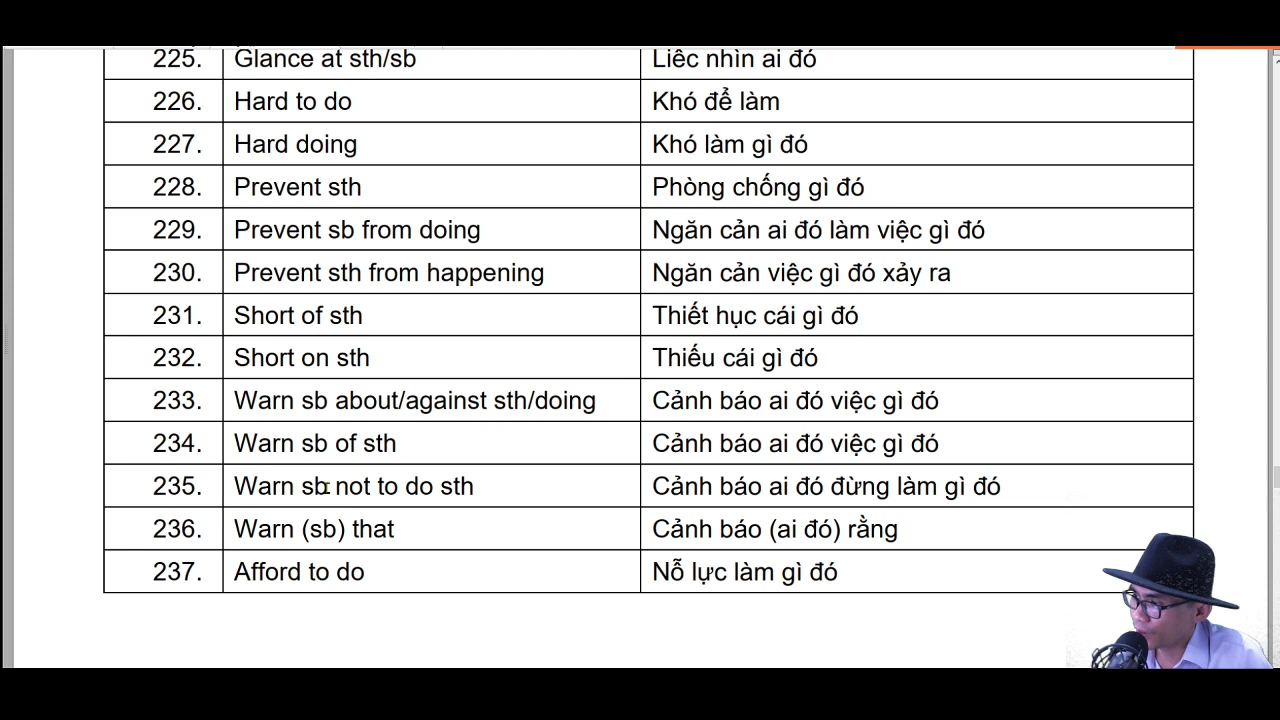 225. Glance at sth/sb Liếc nhìn ai đó
226. Hard to do Khó để làm
227. Hard doing Khó làm gì đó
228. Prevent sth Phòng chống gì đó
229. Prevent sb from doing Ngăn cản ai đó làm việc gì đó
230. Prevent sth from happening Ngăn cản việc gì đó xảy ra
231. Short of sth Thiết hục cái gì đó
232. Short on sth Thiếu cái gì đó
233. Warn sb about/against sth/doing Cảnh báo ai đó việc gì đó
234. Warn sb of sth Cảnh báo ai đó việc gì đó
235. Warn sb not to do sth Cảnh báo ai đó đừng làm gì đó
236. Warn (sb) that Cảnh báo (ai đó) rằng
237. Afford to do Nỗ lực làm gì đó